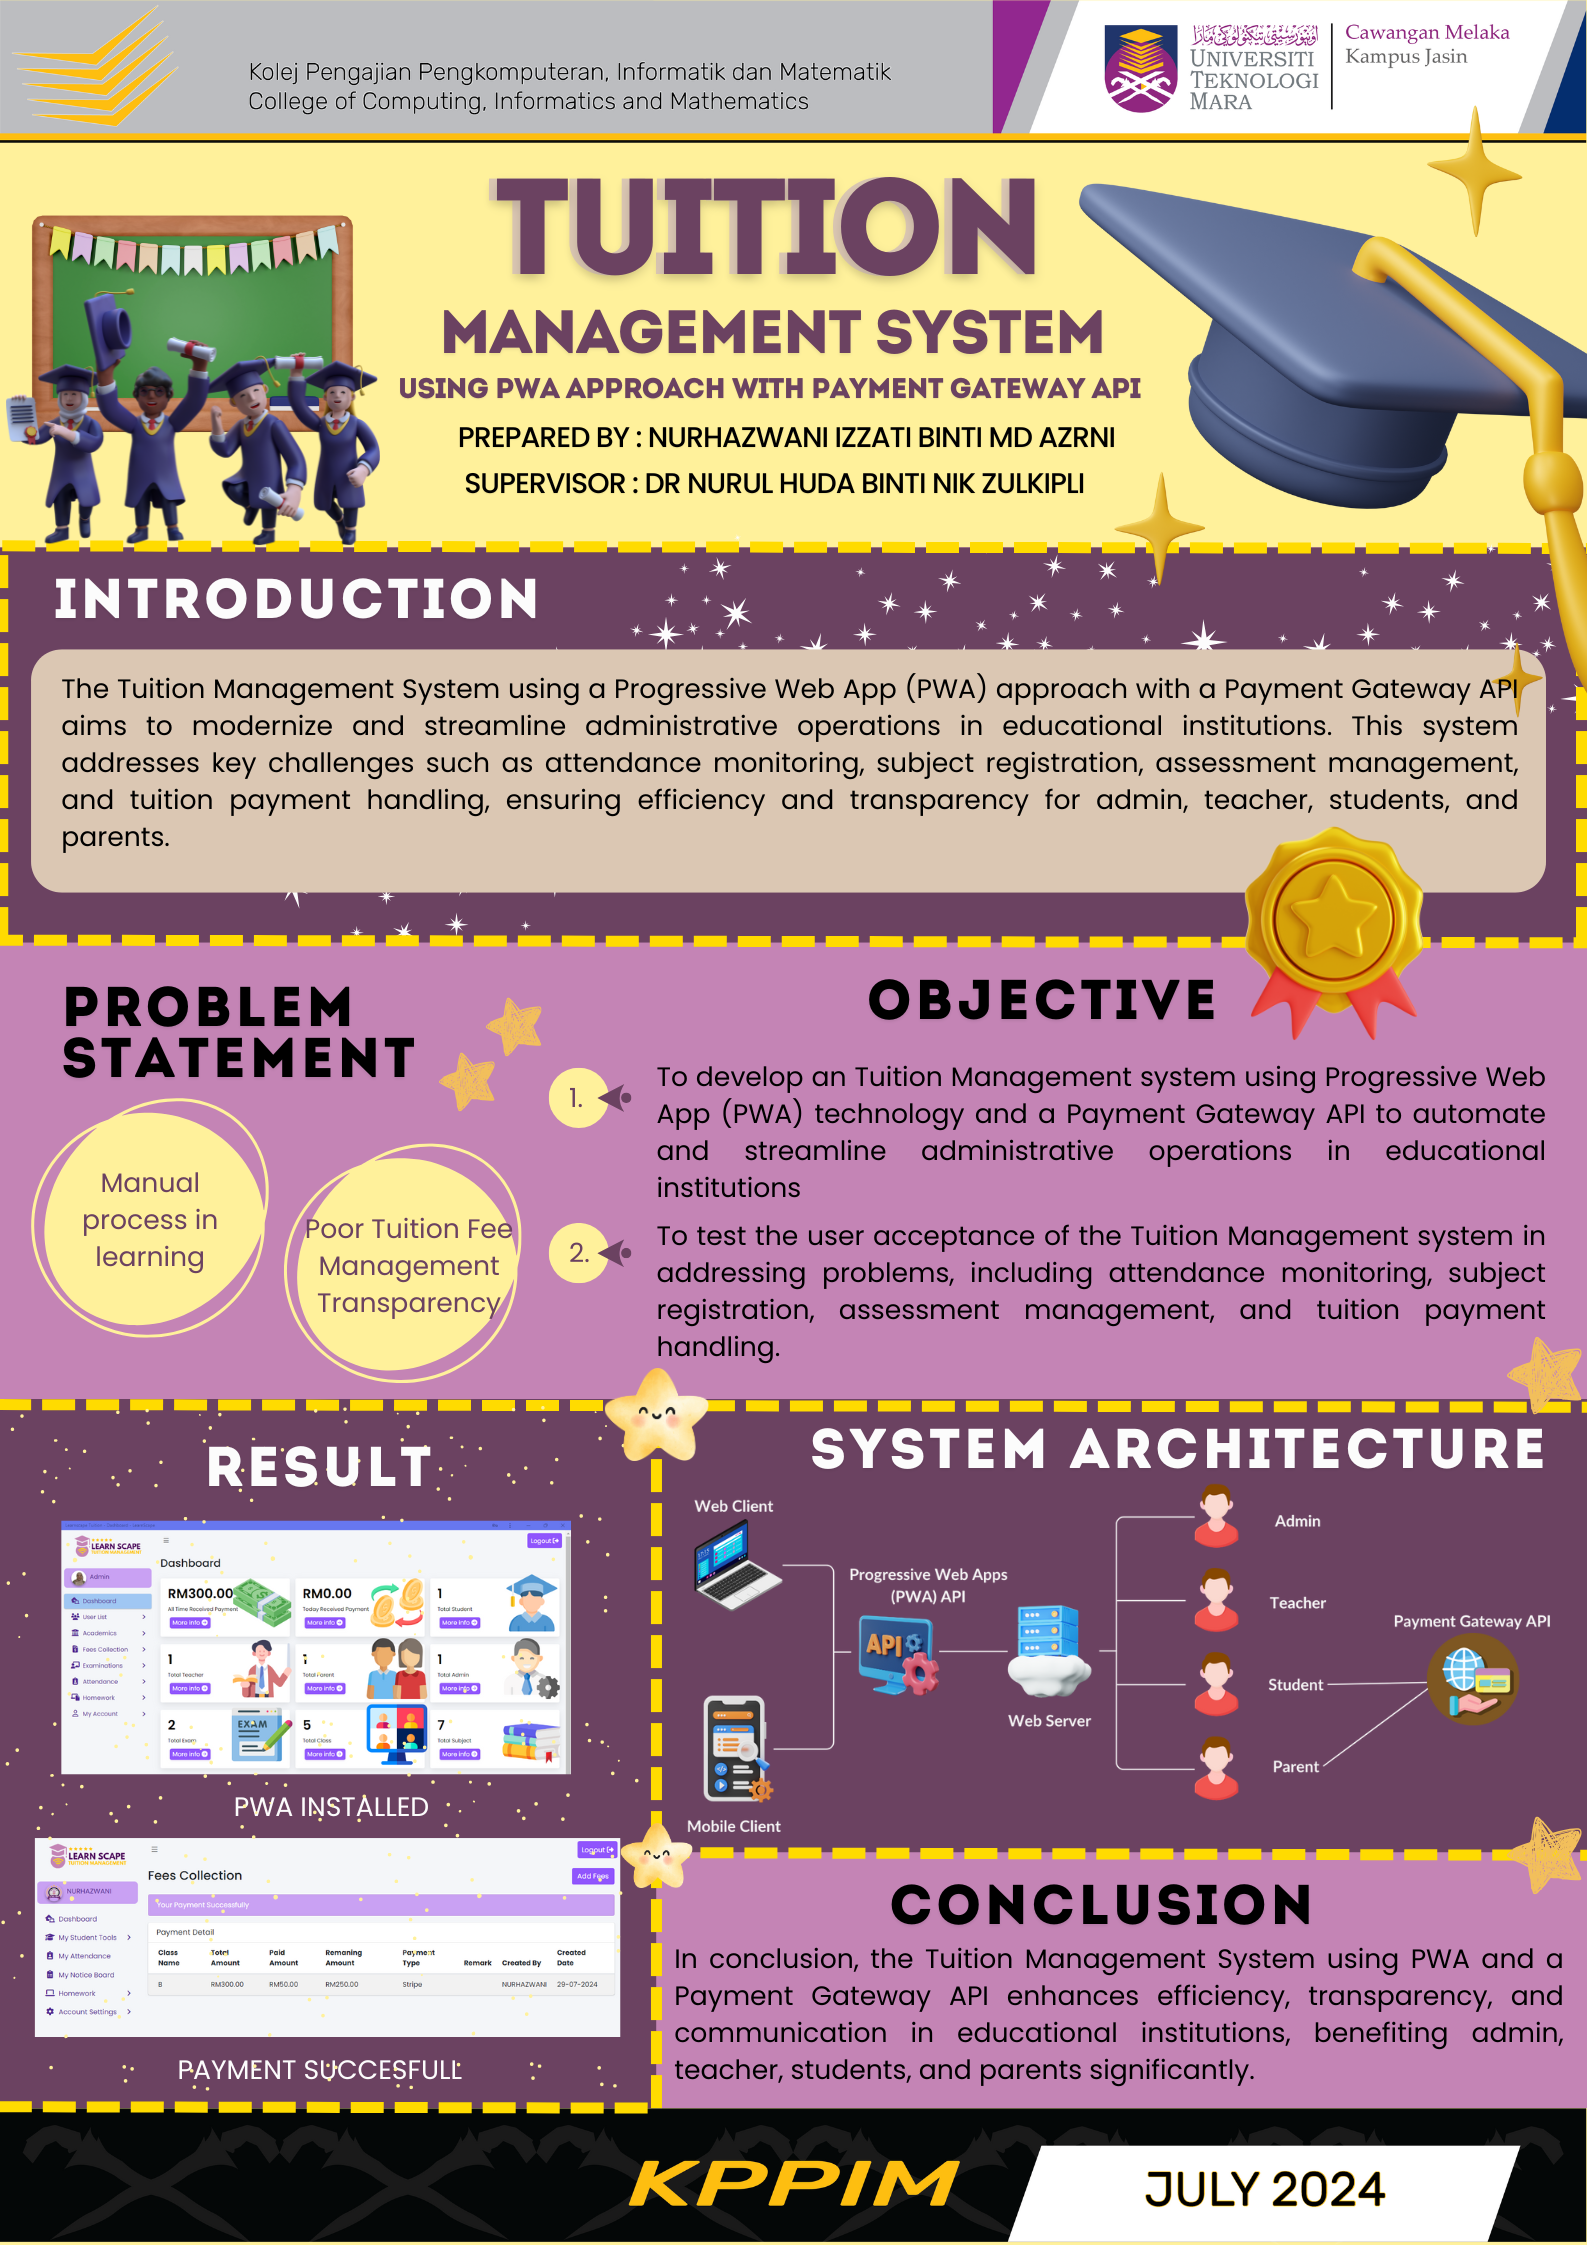 Kolej Pengajian Pengkomputeran, Informatik dan Matematik
College of Computing, Informatics and Mathematics
UNIVERSITI
TEKNOLOGI
MARA
Cawangan Melaka
Kampus Jasin
TUITION
MANAGEMENT SYSTEM
USING PWA APPROACH WITH PAYMENT GATEWAY API
PREPARED BY : NURHAZWANI IZZATI BINTI MD AZRNI
SUPERVISOR : DR NURUL HUDA BINTI NIK ZULKIPLI
INTRODUCTION
The Tuition Management System using a Progressive Web App (PWA) approach with a Payment Gateway API
aims to modernize and streamline administrative operations in educational institutions. This system
addresses key challenges such as attendance monitoring, subject registration, assessment management,
and tuition payment handling, ensuring efficiency and transparency for admin, teacher, students, and
parents.
PROBLEM
STATEMENT
Manual
process in
learning
Poor Tuition Fee
Management
Transparency
OBJECTIVE
1.
To develop an Tuition Management system using Progressive Web
App (PWA) technology and a Payment Gateway API to automate
and streamline administrative operations in educational
institutions
2.
To test the user acceptance of the Tuition Management system in
addressing problems, including attendance monitoring, subject
registration, assessment management, and tuition payment
handling.
RESULT
LEARN SCAPE
TUITION MANAGEMENT
Logout
Admin
Dashboard
User List
Academics
Fees Collection
Examinations
Attendance
Homework
My Account
Dashboard
RM300.00
All Time Received Payment
More info
RM0.00
Today Received Payment
More info
1
Total Student
More info
1
Total Teacher
More info
1
Total Parent
More info
1
Total Admin
More info
2
Total Exam
More info
EXAM
5
Total Class
More info
7
Total Subject
More info
PWA INSTALLED
LEARN SCAPE
TUITION MANAGEMENT
Logout
NURHAZWANI
Dashboard
My Student Tools
My Attendance
My Notice Board
Homework
Account Settings
Fees Collection
Add Fees
Your Payment Successfully
Payment Detail
Class Name Total Amount Paid Amount Remaning Amount Payment Type Remark Created By Created Date
B RM300.00 RM50.00 RM250.00 Stripe NURHAZWANI 29-07-2024
PAYMENT SUCCESFULL
SYSTEM ARCHITECTURE
Web Client
Progressive Web Apps
(PWA) API
API
Web Server
Mobile Client
Admin
Teacher
Student
Parent
Payment Gateway API
CONCLUSION
In conclusion, the Tuition Management System using PWA and a
Payment Gateway API enhances efficiency, transparency, and
communication in educational institutions, benefiting admin,
teacher, students, and parents significantly.
KPPIM
JULY 2024